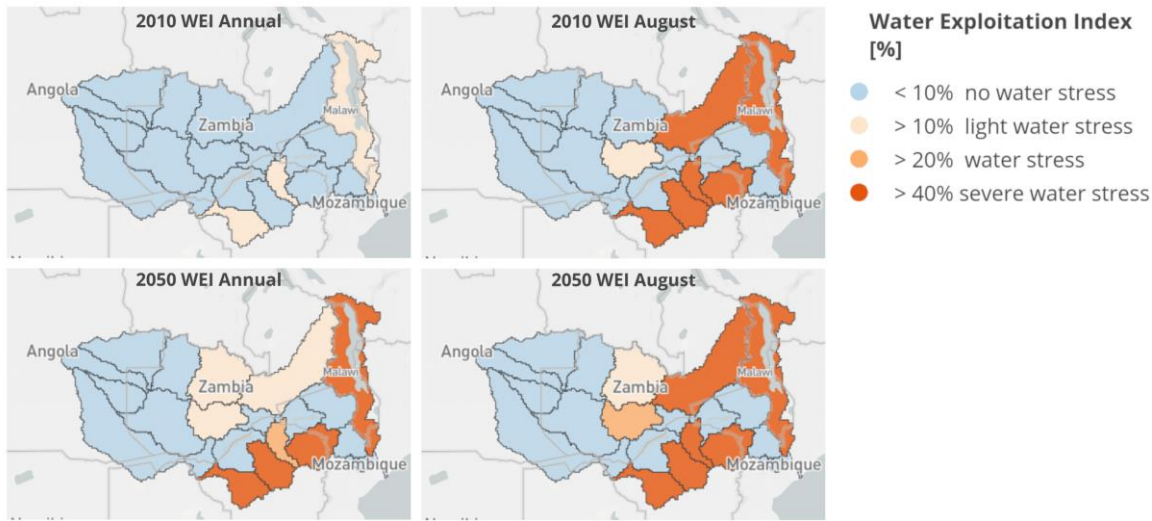 2010 WEI Annual
Angola
Zambia
Malawi
Mozambique
2010 WEI August
Angola
Zambia
Malawi
Mozambique
Water Exploitation Index
[%]
< 10% no water stress
> 10% light water stress
> 20% water stress
> 40% severe water stress
2050 WEI Annual
Angola
Zambia
Malawi
Mozambique
2050 WEI August
Angola
Zambia
Malawi
Mozambique